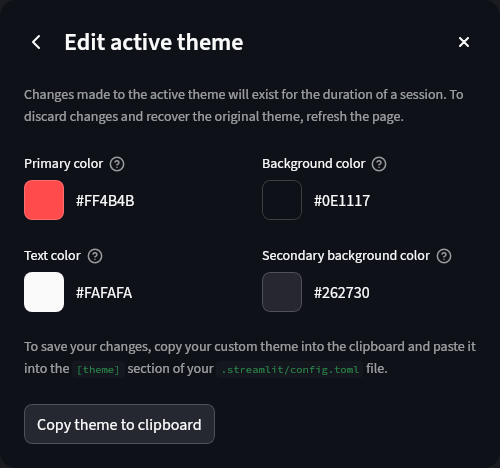 Edit active theme
Changes made to the active theme will exist for the duration of a session. To
discard changes and recover the original theme, refresh the page.
Primary color
Background color
#FF4B4B
#0E1117
Text color
Secondary background color
#FAFAFA
#262730
To save your changes, copy your custom theme into the clipboard and paste it
into the [theme] section of your .streamlit/config.toml file.
Copy theme to clipboard